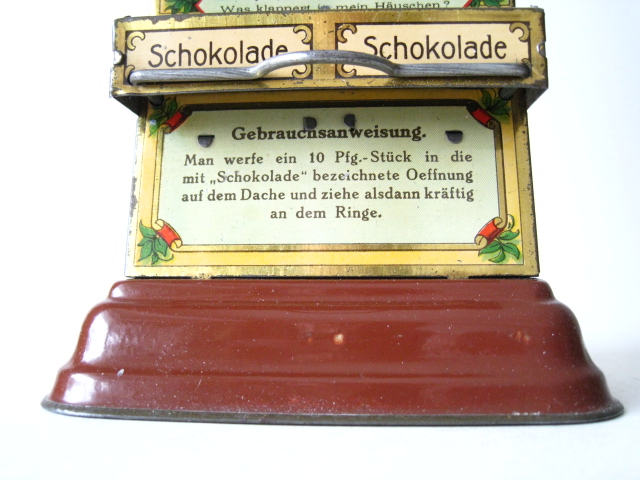 Was klappert in mein Häuschen?
Schokolade Schokolade
Gebrauchsanweisung.
Man werfe ein 10 Pfg.-Stück in die
mit „Schokolade“ bezeichnete Oeffnung
auf dem Dache und ziehe alsdann kräftig
an dem Ringe.